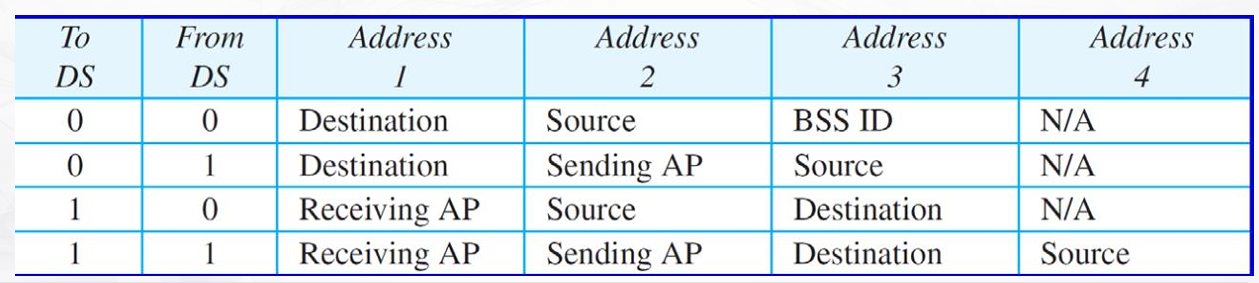 To DS From DS Address 1 Address 2 Address 3 Address 4
0 0 Destination Source BSS ID N/A
0 1 Destination Sending AP Source N/A
1 0 Receiving AP Source Destination N/A
1 1 Receiving AP Sending AP Destination Source